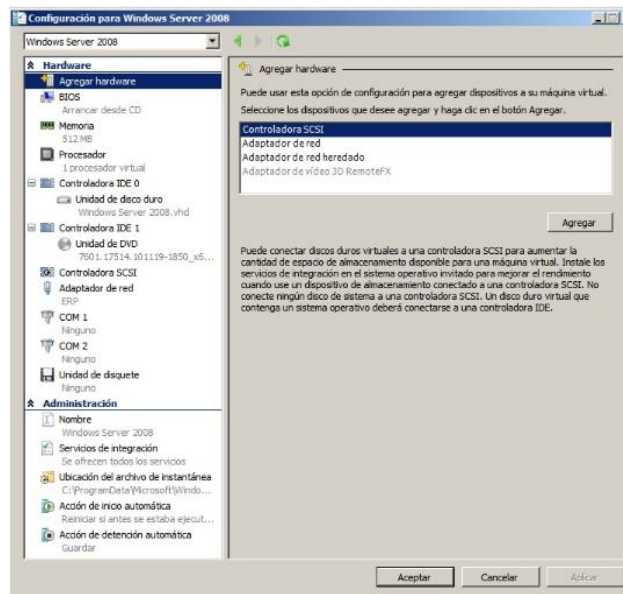 Configuración para Windows Server 2008
Windows Server 2008
Hardware
Agregar hardware
BIOS
Arrancar desde CD
Memoria
512 MB
Procesador
1 procesador virtual
Controladora IDE 0
Unidad de disco duro
Windows Server 2008.vhd
Controladora IDE 1
Unidad de DVD
7601.17514.101119-1850_x6...
Controladora SCSI
Adaptador de red
ERP
COM 1
Ninguno
COM 2
Ninguno
Unidad de disquete
Ninguno
Administración
Nombre
Windows Server 2008
Servicios de integración
Se ofrecen todos los servicios
Ubicación del archivo de instantánea
C:\ProgramData\Microsoft\Windo...
Acción de inicio automática
Reiniciar si antes se estaba ejecut...
Acción de detención automática
Guardar
Agregar hardware
Puede usar esta opción de configuración para agregar dispositivos a su máquina virtual.
Seleccione los dispositivos que desee agregar y haga clic en el botón Agregar.
Controladora SCSI
Adaptador de red
Adaptador de red heredado
Adaptador de vídeo 3D RemoteFX
Agregar
Puede conectar discos duros virtuales a una controladora SCSI para aumentar la
cantidad de espacio de almacenamiento disponible para una máquina virtual. Instale los
servicios de integración en el sistema operativo invitado para mejorar el rendimiento
cuando use un dispositivo de almacenamiento conectado a una controladora SCSI. No
conecte ningún disco de sistema a una controladora SCSI. Un disco duro virtual que
contenga un sistema operativo deberá conectarse a una controladora IDE.
Aceptar
Cancelar
Aplicar